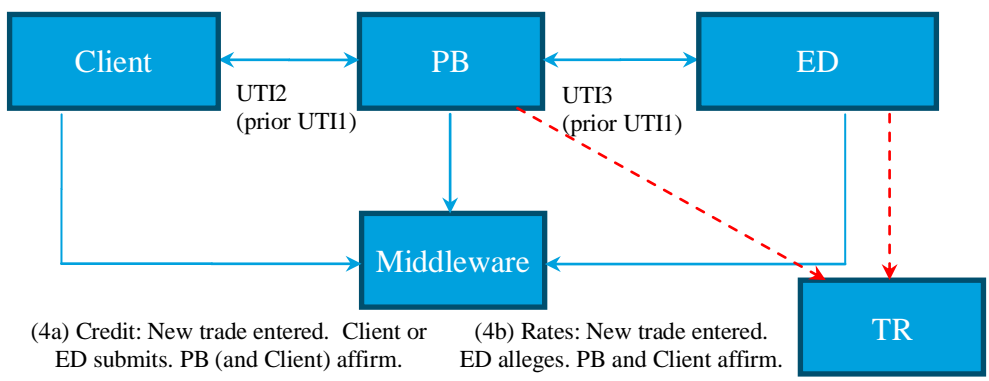 Client
PB
ED
UTI2
(prior UTI1)
UTI3
(prior UTI1)
Middleware
TR
(4a) Credit: New trade entered.  Client or
ED submits. PB (and Client) affirm.
(4b) Rates: New trade entered.
ED alleges. PB and Client affirm.